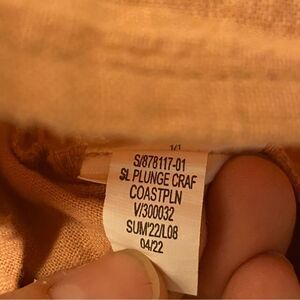 S/878117-01
SL PLUNGE CRAF
COASTPLN
V/300032
SUM'22/L08
04/22